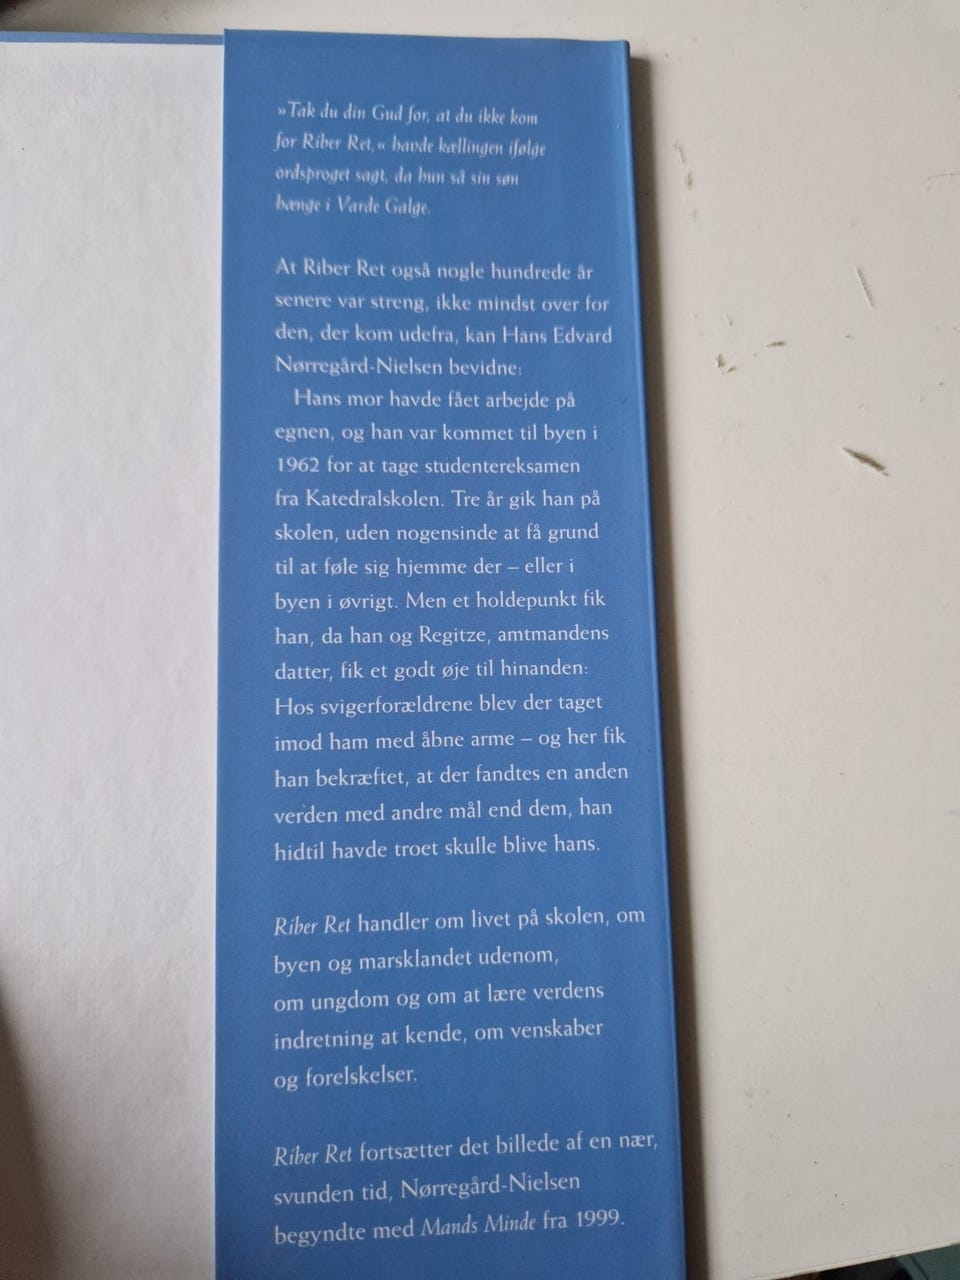 »Tak du din Gud for, at du ikke kom
for Riber Ret,« havde kællingen ifølge
ordsproget sagt, da hun så sin søn
hænge i Varde Galge.
At Riber Ret også nogle hundrede år
senere var streng, ikke mindst over for
den, der kom udefra, kan Hans Edvard
Nørregård-Nielsen bevidne:
Hans mor havde fået arbejde på
egnen, og han var kommet til byen i
1962 for at tage studentereksamen
fra Katedralskolen. Tre år gik han på
skolen, uden nogensinde at få grund
til at føle sig hjemme der – eller i
byen i øvrigt. Men et holdepunkt fik
han, da han og Regitze, amtmandens
datter, fik et godt øje til hinanden:
Hos svigerforældrene blev der taget
imod ham med åbne arme – og her fik
han bekræftet, at der fandtes en anden
verden med andre mål end dem, han
hidtil havde troet skulle blive hans.
Riber Ret handler om livet på skolen, om
byen og marsklandet udenom,
om ungdom og om at lære verdens
indretning at kende, om venskaber
og forelskelser.
Riber Ret fortsætter det billede af en nær,
svunden tid, Nørregård-Nielsen
begyndte med Mands Minde fra 1999.